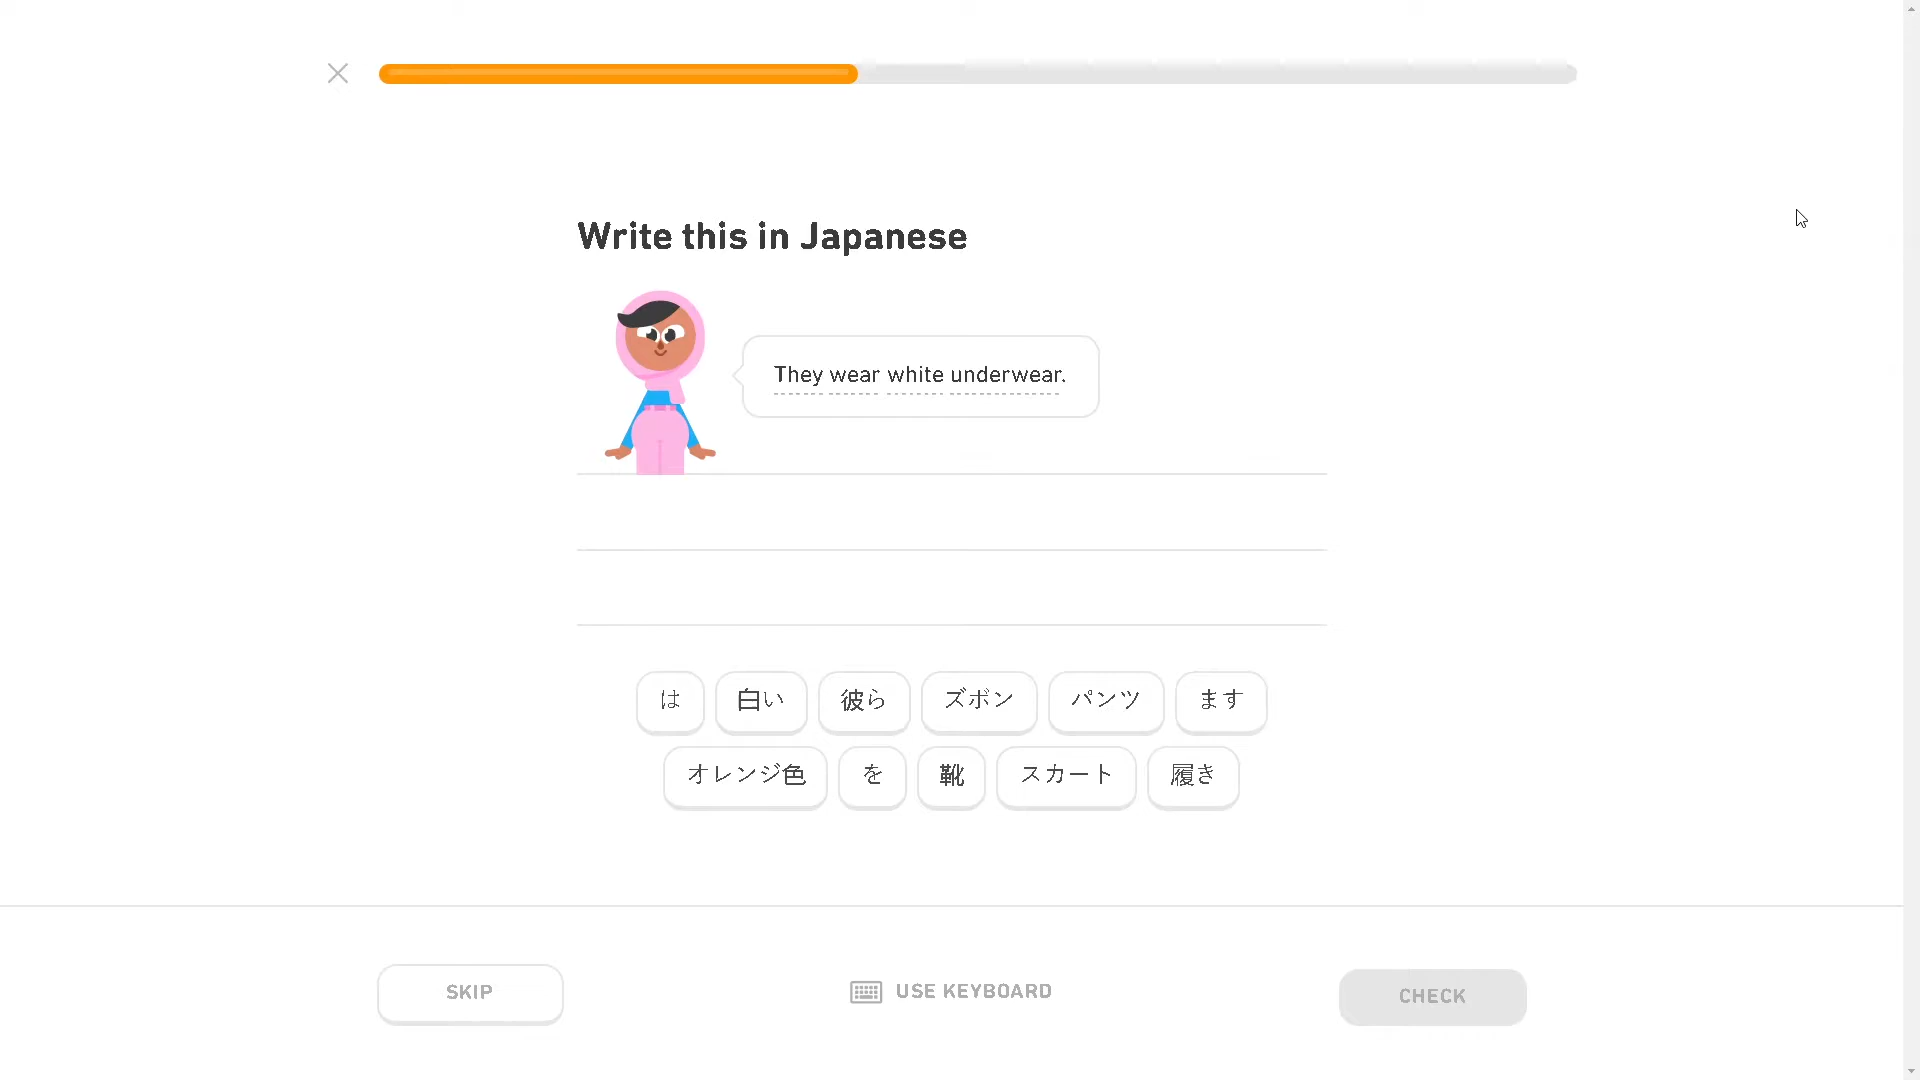 Write this in Japanese
They wear white underwear.
は 白い 彼ら ズボン パンツ ます
オレンジ色 を 靴 スカート 履き
SKIP USE KEYBOARD CHECK